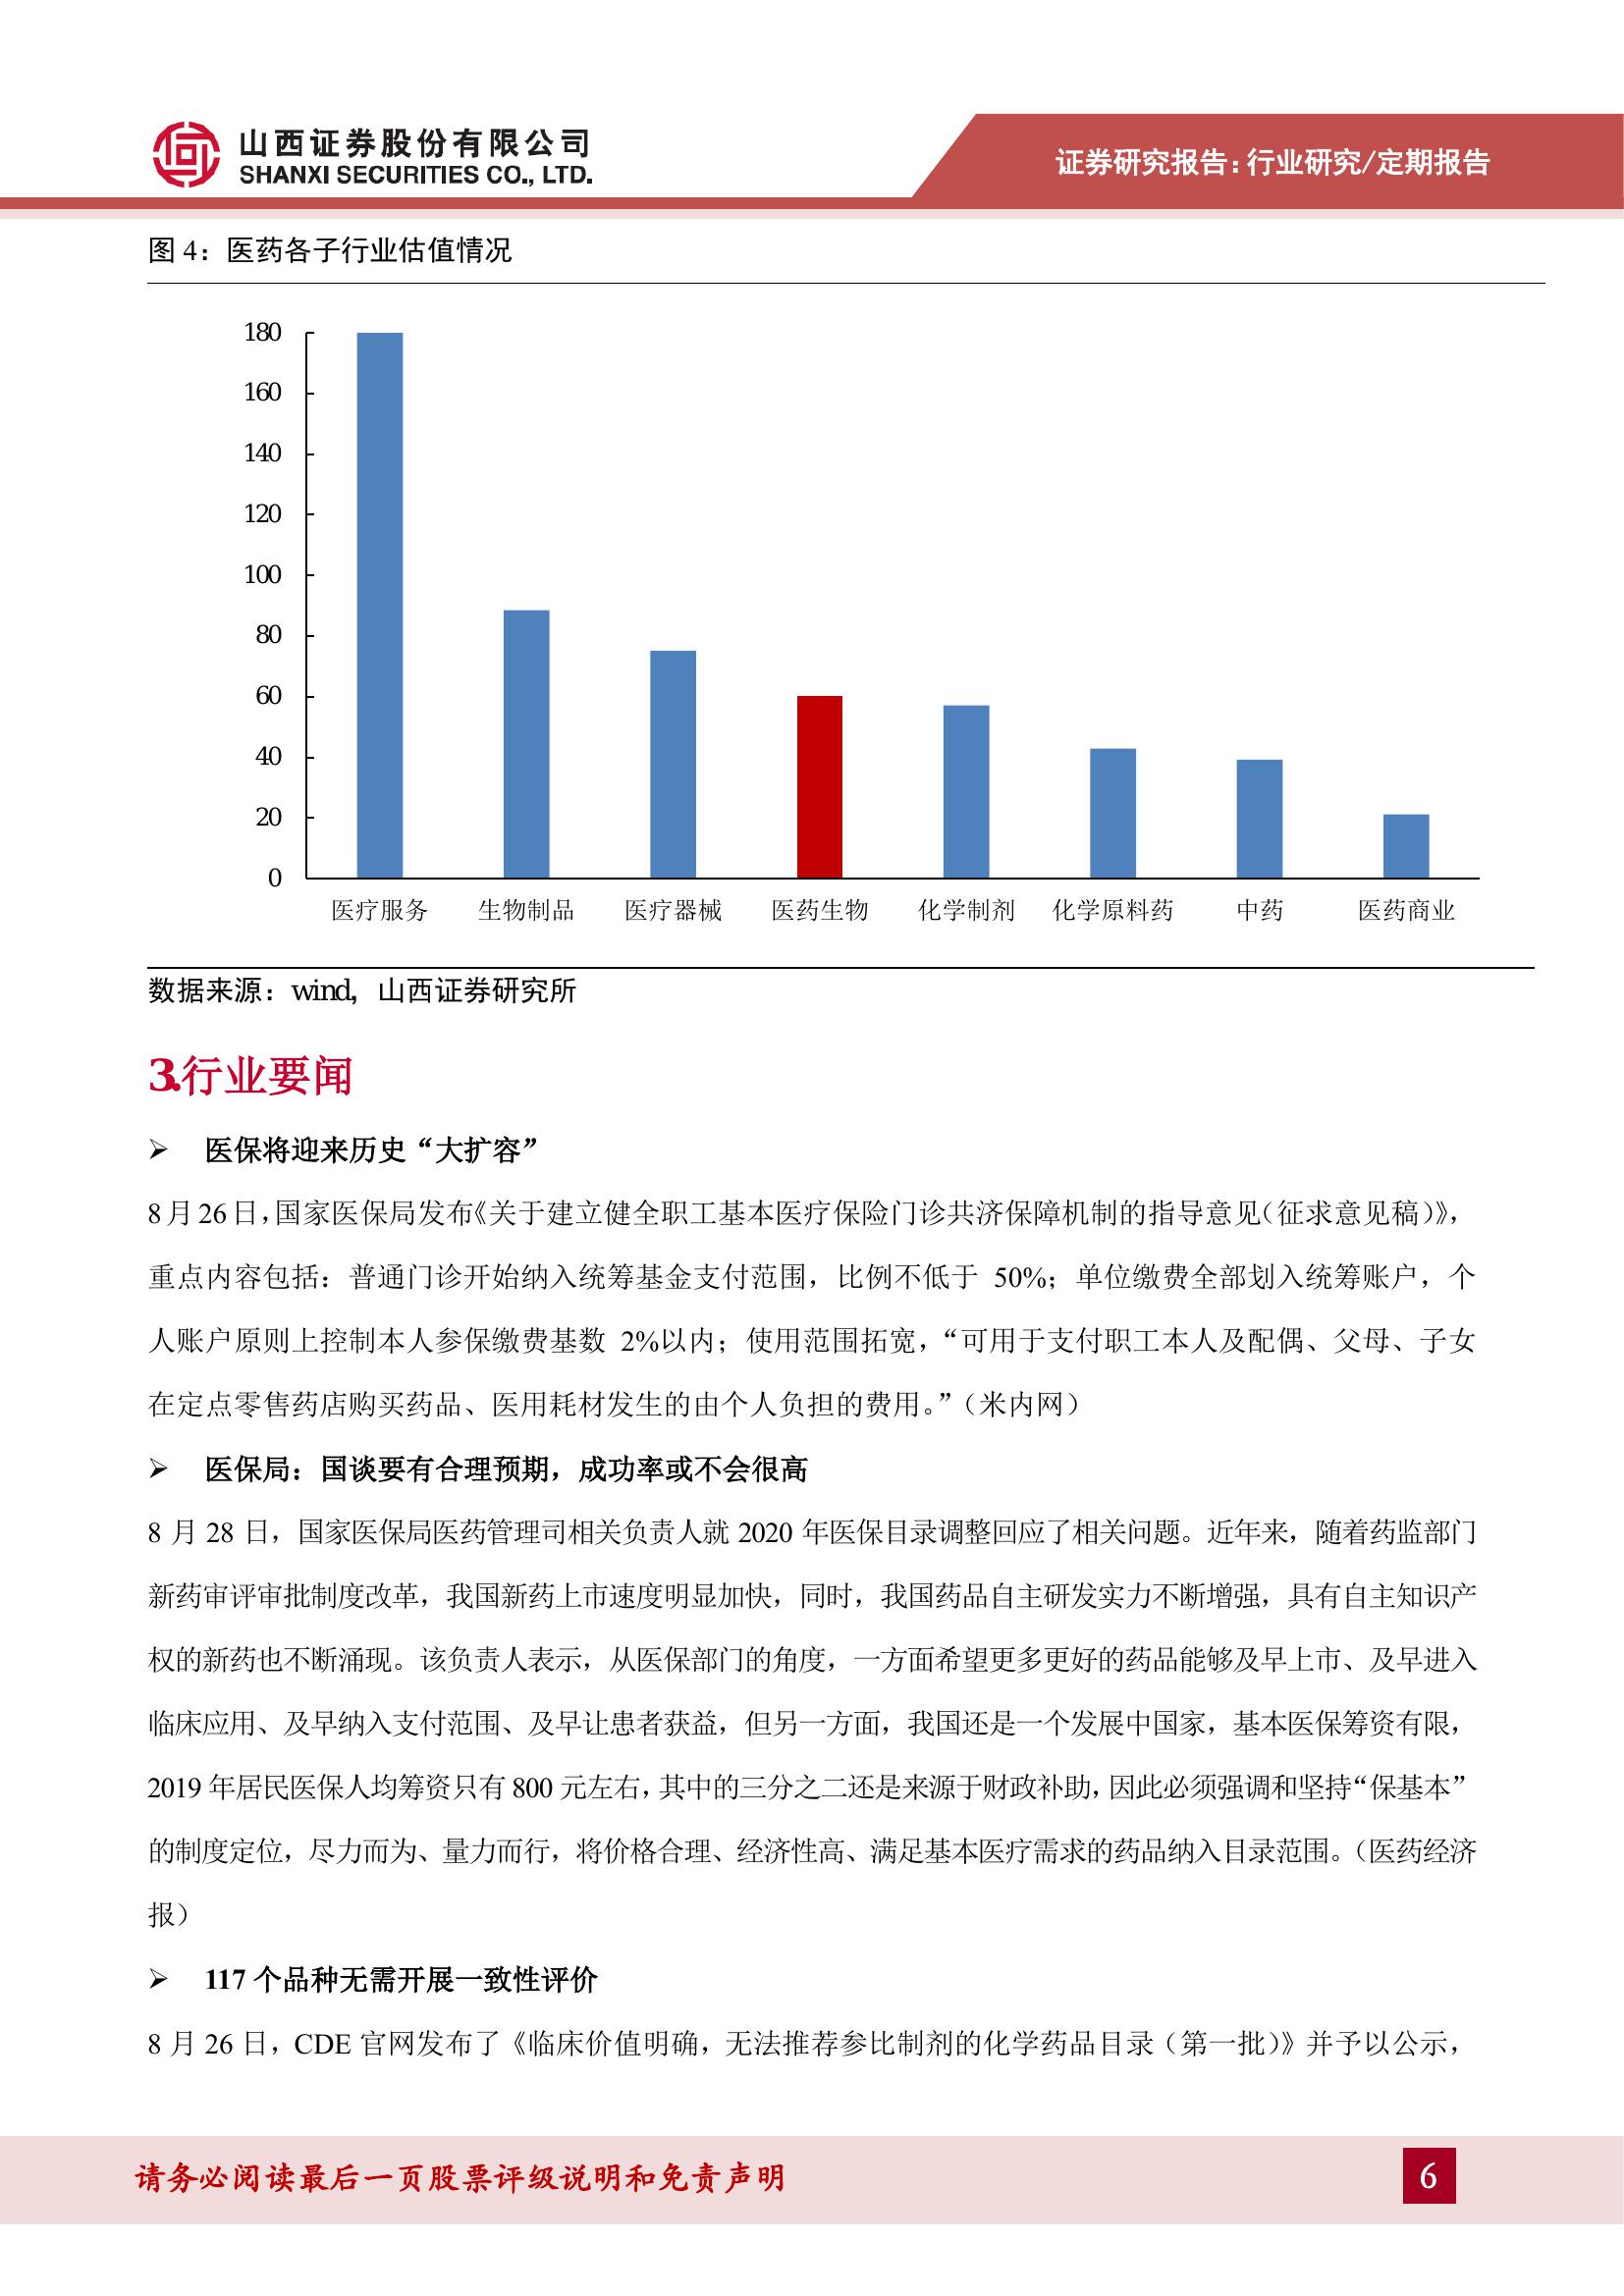 山西证券股份有限公司
SHANXI SECURITIES CO., LTD.
证券研究报告：行业研究/定期报告
图 4：医药各子行业估值情况
180
160
140
120
100
80
60
40
20
0
医疗服务 生物制品 医疗器械 医药生物 化学制剂 化学原料药 中药 医药商业
数据来源：wind，山西证券研究所
3.行业要闻
➢ 医保将迎来历史“大扩容”
8 月 26 日，国家医保局发布《关于建立健全职工基本医疗保险门诊共济保障机制的指导意见（征求意见稿）》，
重点内容包括：普通门诊开始纳入统筹基金支付范围，比例不低于 50%；单位缴费全部划入统筹账户，个
人账户原则上控制本人参保缴费基数 2%以内；使用范围拓宽，“可用于支付职工本人及配偶、父母、子女
在定点零售药店购买药品、医用耗材发生的由个人负担的费用。”（米内网）
➢ 医保局：国谈要有合理预期，成功率或不会很高
8 月 28 日，国家医保局医药管理司相关负责人就 2020 年医保目录调整回应了相关问题。近年来，随着药监部门
新药审评审批制度改革，我国新药上市速度明显加快，同时，我国药品自主研发实力不断增强，具有自主知识产
权的新药也不断涌现。该负责人表示，从医保部门的角度，一方面希望更多更好的药品能够及早上市、及早进入
临床应用、及早纳入支付范围、及早让患者获益，但另一方面，我国还是一个发展中国家，基本医保筹资有限，
2019 年居民医保人均筹资只有 800 元左右，其中的三分之二还是来源于财政补助，因此必须强调和坚持“保基本”
的制度定位，尽力而为、量力而行，将价格合理、经济性高、满足基本医疗需求的药品纳入目录范围。（医药经济
报）
➢ 117 个品种无需开展一致性评价
8 月 26 日，CDE 官网发布了《临床价值明确，无法推荐参比制剂的化学药品目录（第一批）》并予以公示，
请务必阅读最后一页股票评级说明和免责声明
6